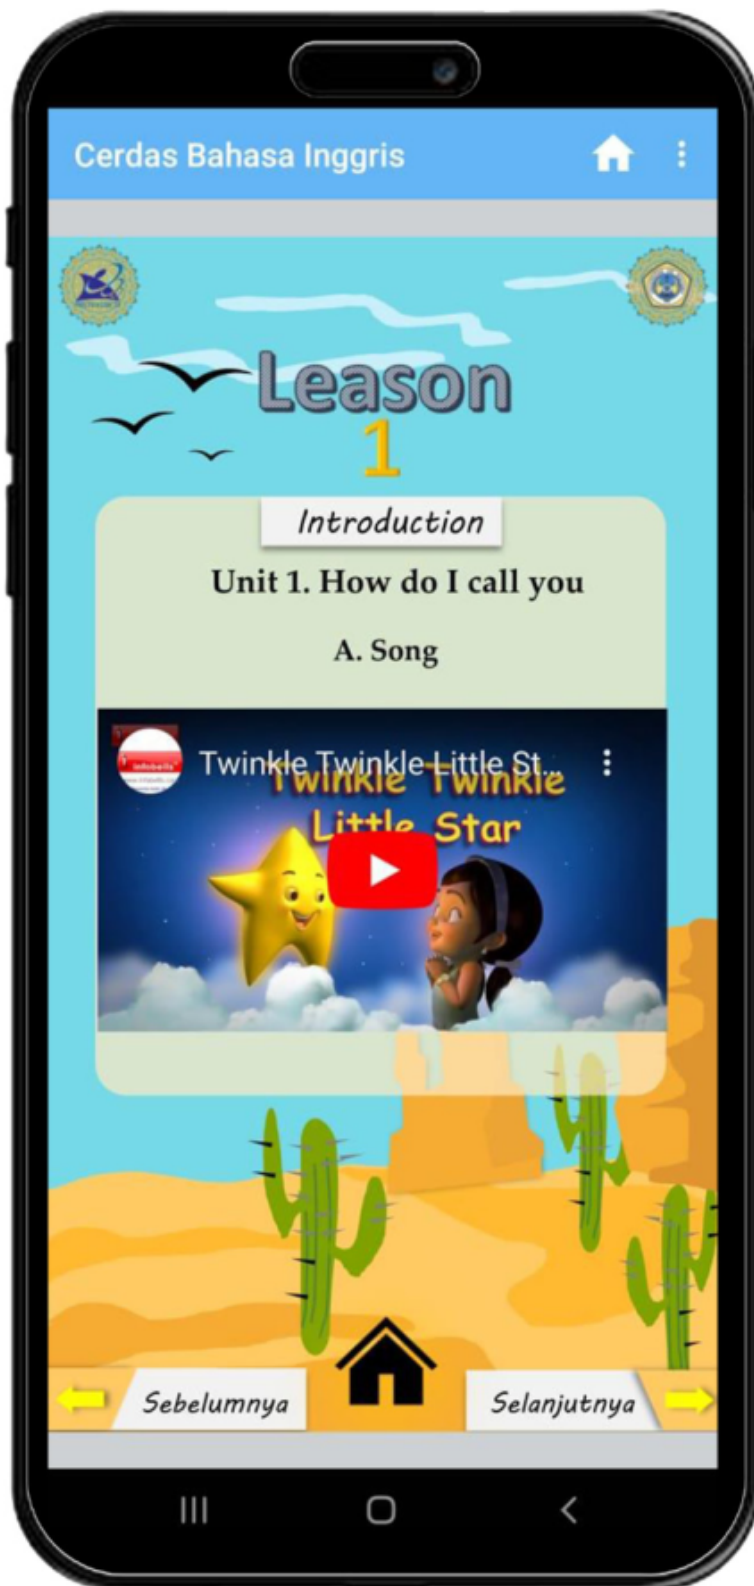 Cerdas Bahasa Inggris
Leason
1
Introduction
Unit 1. How do I call you
A. Song
Twinkle Twinkle Little St...
Twinkle Twinkle
Little Star
infobells
Sebelumnya
Selanjutnya